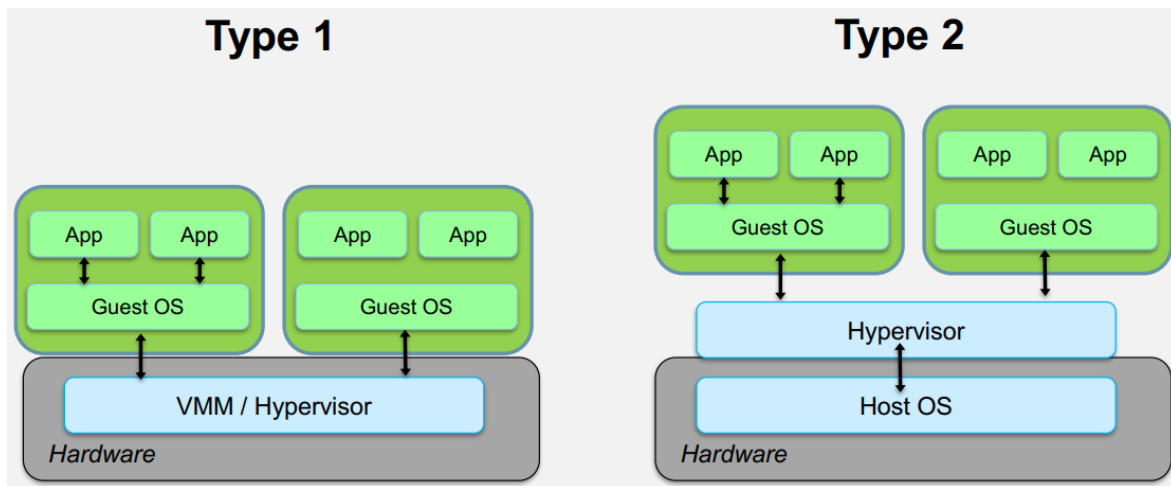 Type 1
App
App
Guest OS
App
App
Guest OS
VMM / Hypervisor
Hardware
Type 2
App
App
Guest OS
App
App
Guest OS
Hypervisor
Host OS
Hardware